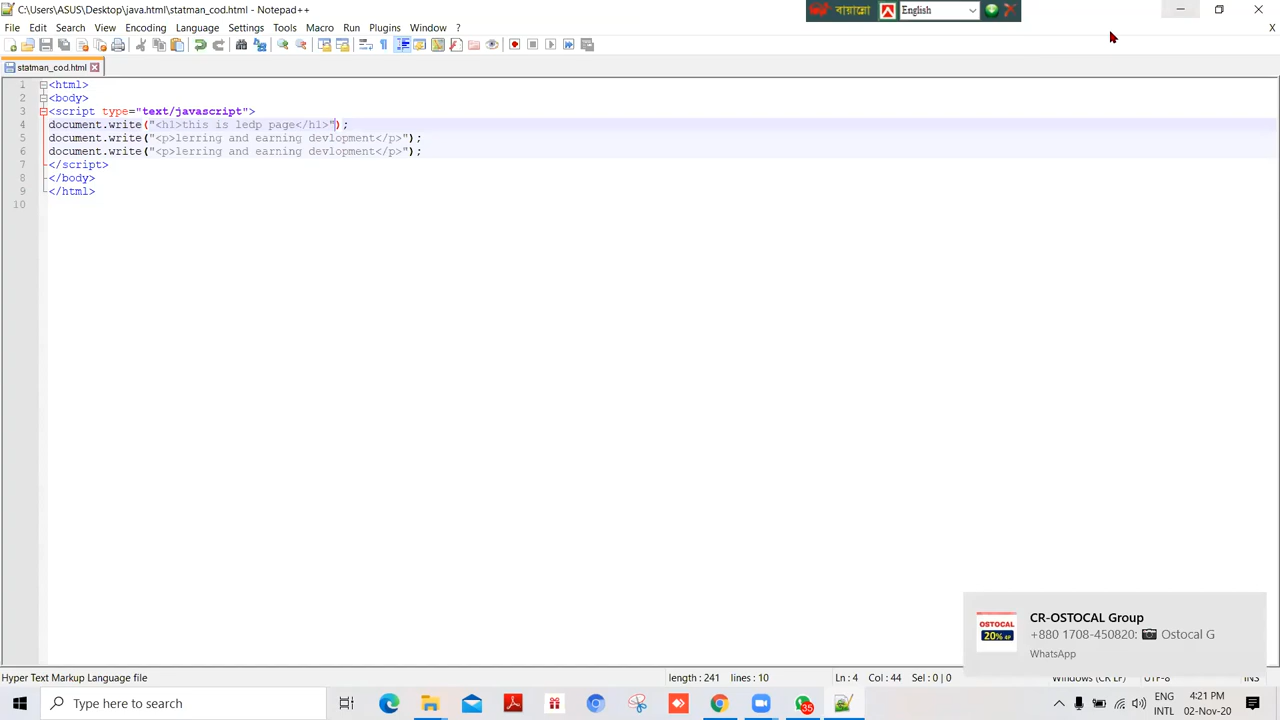 C:\Users\ASUS\Desktop\java.html\statman_cod.html - Notepad++
বায়ান্নো English
File Edit Search View Encoding Language Settings Tools Macro Run Plugins Window ? X
statman_cod.html
1 <html>
2 <body>
3 <script type="text/javascript">
4 document.write("<h1>this is ledp page</h1>");
5 document.write("<p>lerring and earning devlopment</p>");
6 document.write("<p>lerring and earning devlopment</p>");
7 </script>
8 </body>
9 </html>
10
CR-OSTOCAL Group
OSTOCAL
20%
+880 1708-450820: Ostocal G
WhatsApp
Hyper Text Markup Language file length : 241 lines : 10 Ln : 4 Col : 44 Sel : 0 | 0 Windows (CR LF) UTF-8 INS
Type here to search
35
ENG
INTL
4:21 PM
02-Nov-20